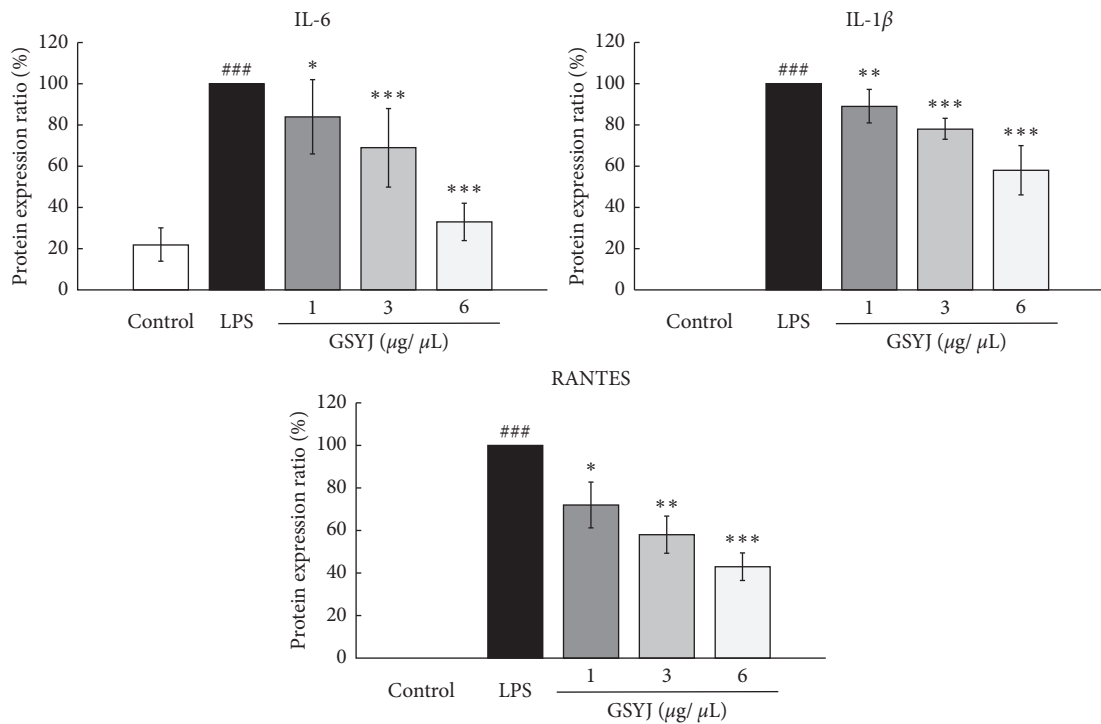 IL-6
Protein expression ratio (%)
120
100
80
60
40
20
0
###
*
***
***
Control LPS 1 3 6
GSYJ (μg/ μL)
IL-1β
Protein expression ratio (%)
120
100
80
60
40
20
0
###
**
***
***
Control LPS 1 3 6
GSYJ (μg/ μL)
RANTES
Protein expression ratio (%)
120
100
80
60
40
20
0
###
*
**
***
Control LPS 1 3 6
GSYJ (μg/ μL)